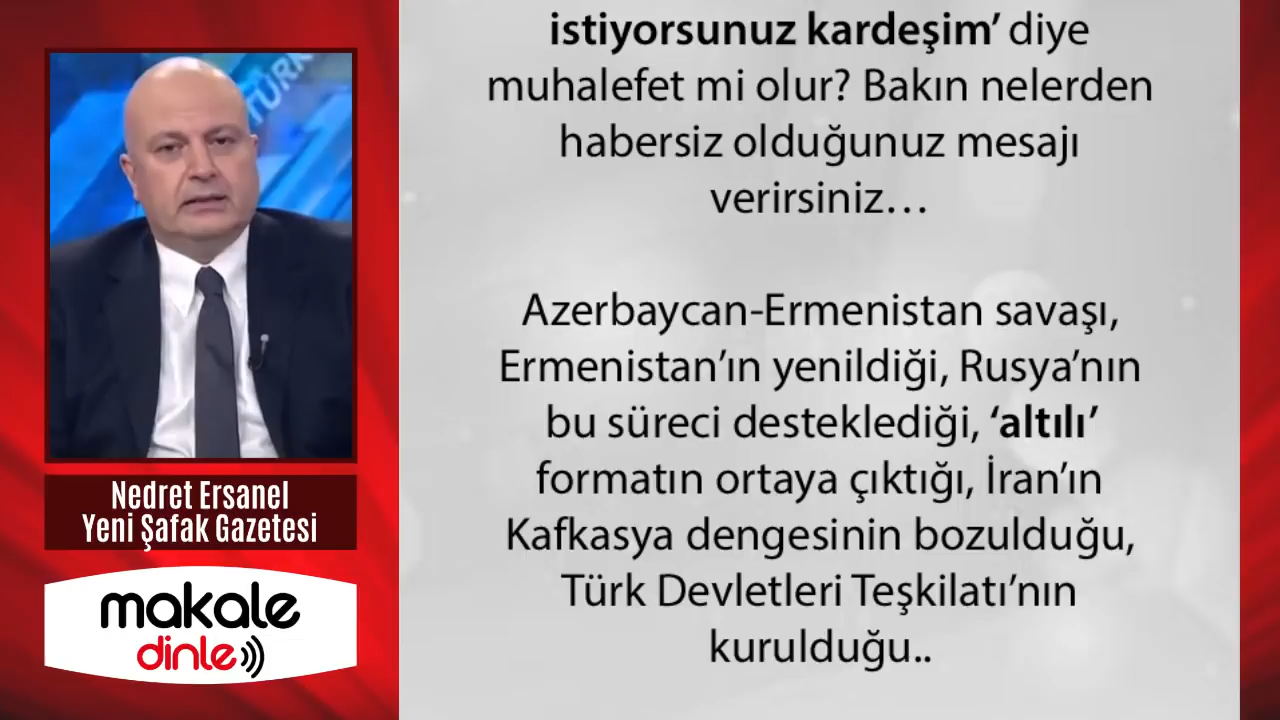 TÜRK
Nedret Ersanel
Yeni Şafak Gazetesi
makale
dinle
istiyorsunuz kardeşim’ diye
muhalefet mi olur? Bakın nelerden
habersiz olduğunuz mesajı
verirsiniz…
Azerbaycan-Ermenistan savaşı,
Ermenistan’ın yenildiği, Rusya’nın
bu süreci desteklediği, ‘altılı’
formatın ortaya çıktığı, İran’ın
Kafkasya dengesinin bozulduğu,
Türk Devletleri Teşkilatı’nın
kurulduğu..